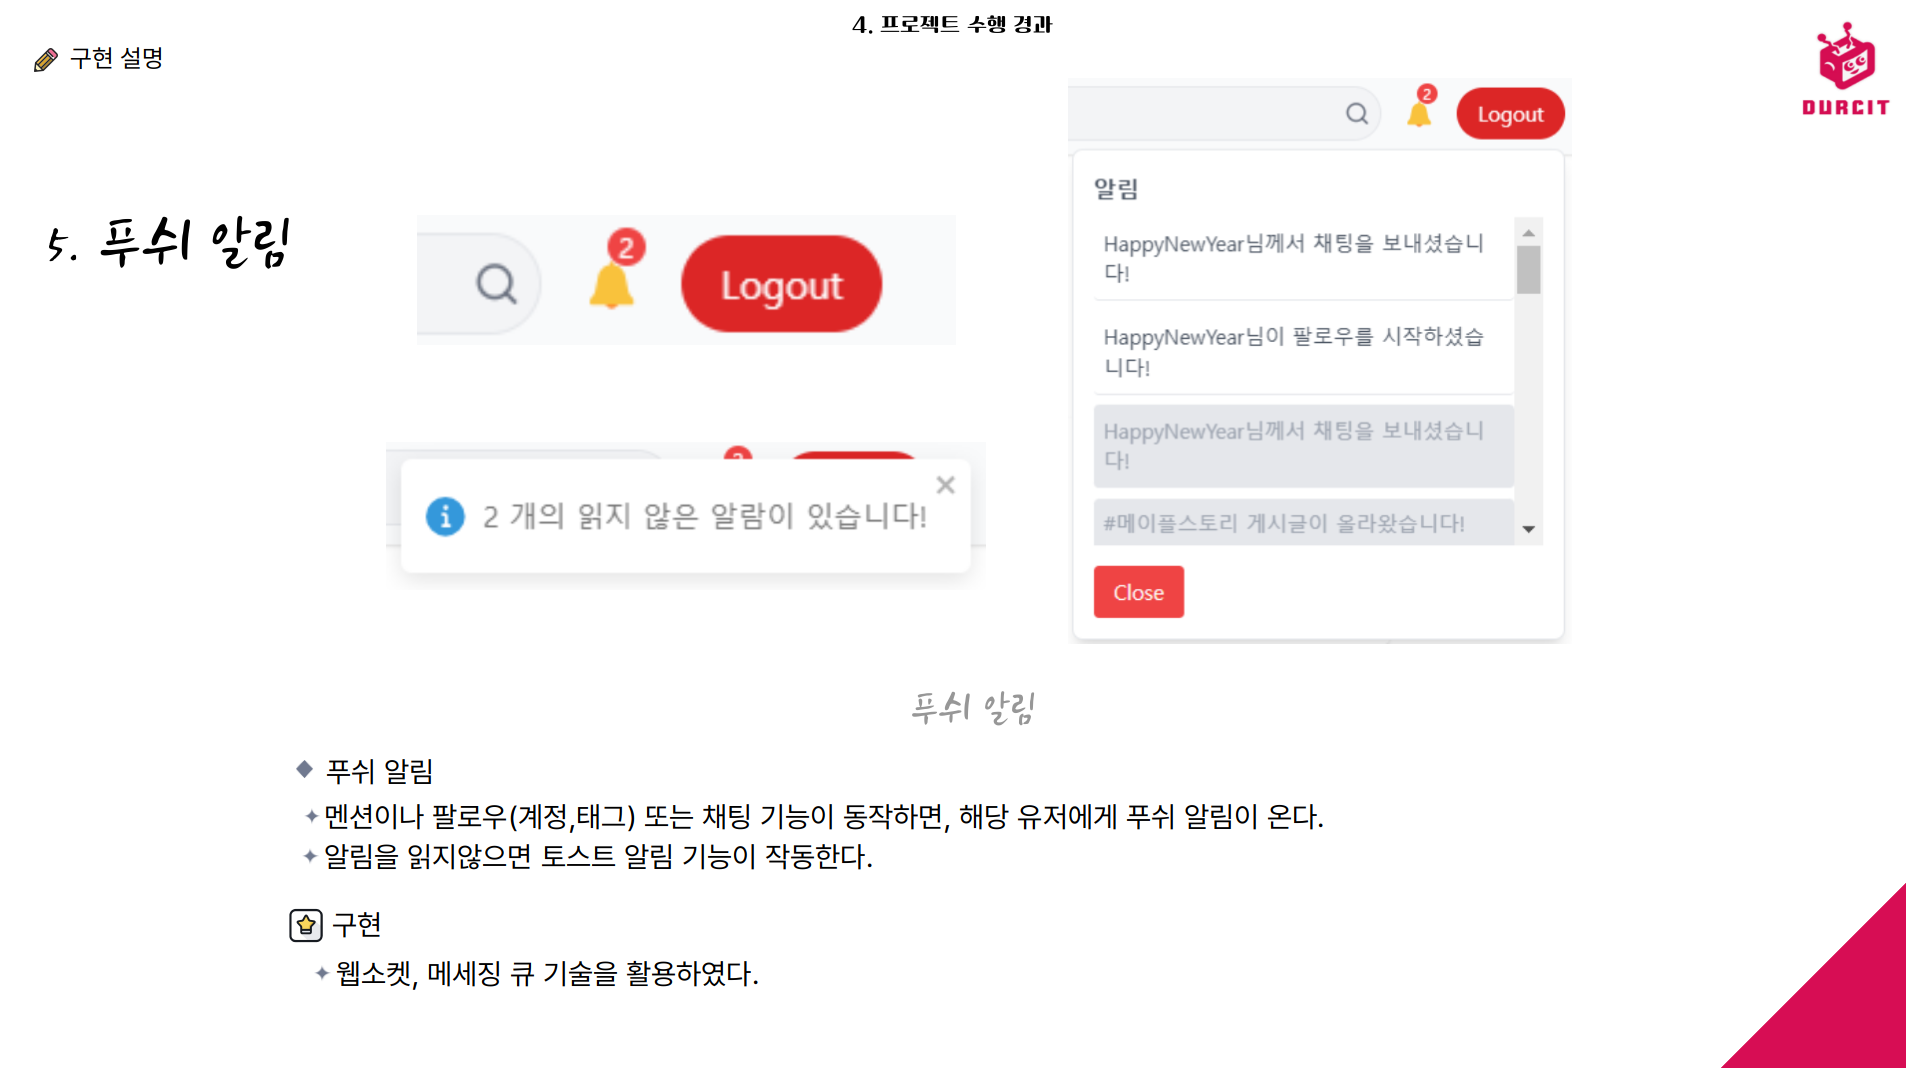 4. 프로젝트 수행 경과
구현 설명
DURCIT
5. 푸쉬 알림
2
Logout
2 개의 읽지 않은 알람이 있습니다!
2
Logout
알림
HappyNewYear님께서 채팅을 보내셨습니
다!
HappyNewYear님이 팔로우를 시작하셨습
니다!
HappyNewYear님께서 채팅을 보내셨습니
다!
#메이플스토리 게시글이 올라왔습니다!
Close
푸쉬 알림
푸쉬 알림
멘션이나 팔로우(계정,태그) 또는 채팅 기능이 동작하면, 해당 유저에게 푸쉬 알림이 온다.
알림을 읽지않으면 토스트 알림 기능이 작동한다.
구현
웹소켓, 메세징 큐 기술을 활용하였다.